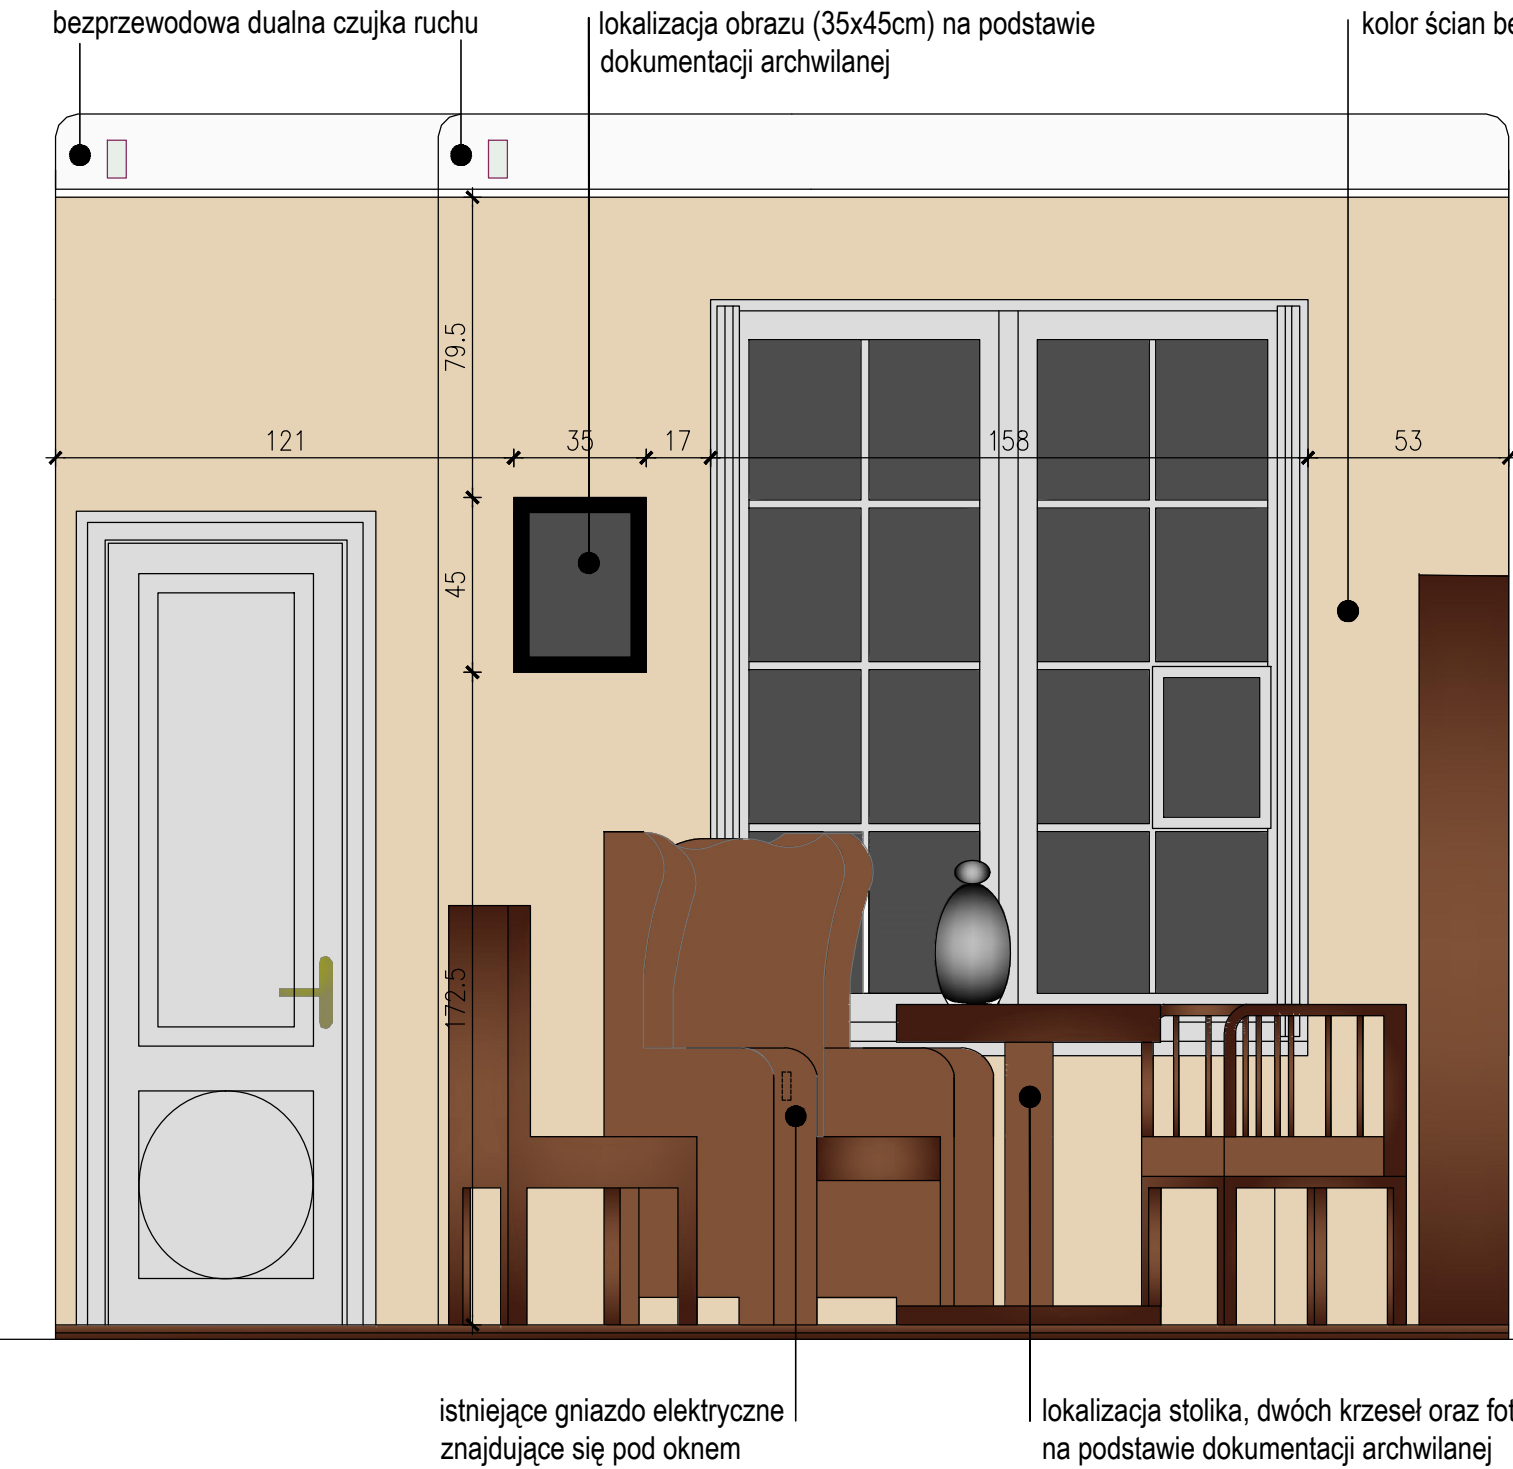 bezprzewodowa dualna czujka ruchu
lokalizacja obrazu (35x45cm) na podstawie
dokumentacji archwilanej
kolor ścian
79.5
121
35
17
158
53
45
172.5
istniejące gniazdo elektryczne
znajdujące się pod oknem
lokalizacja stolika, dwóch krzeseł oraz
na podstawie dokumentacji archwilanej